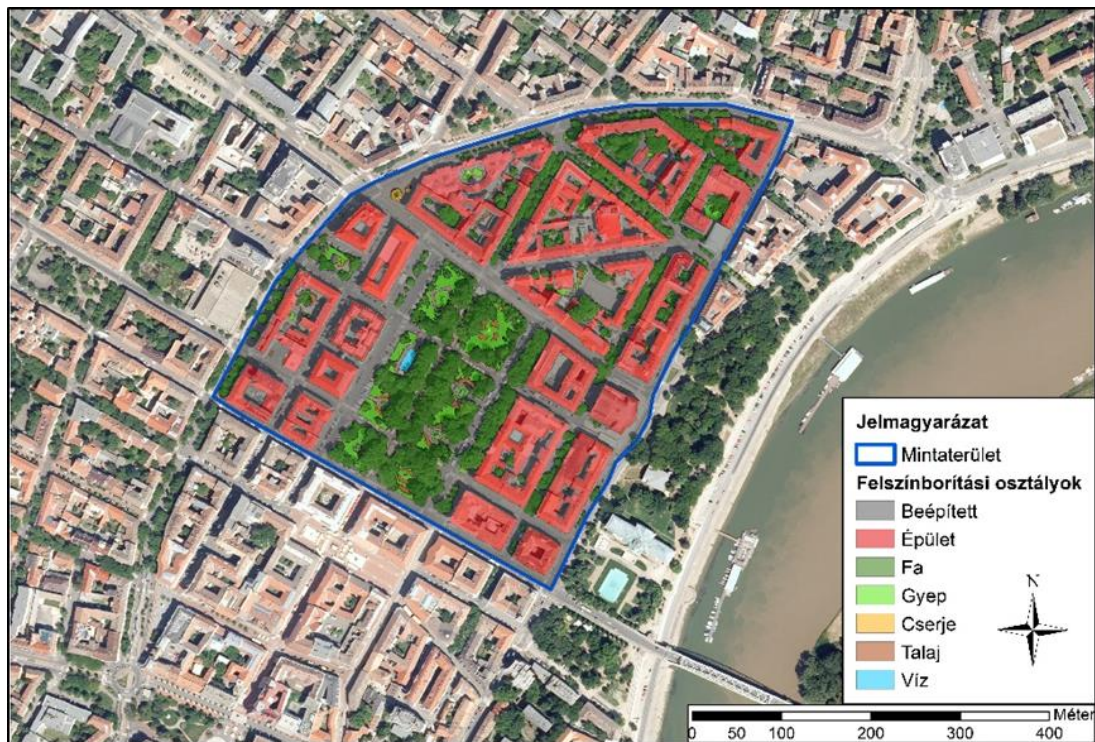 Jelmagyarázat
Mintaterület
Felszínborítási osztályok
Beépített
Épület
Fa
Gyep
Cserje
Talaj
Víz
N
Méter
0 50 100 200 300 400